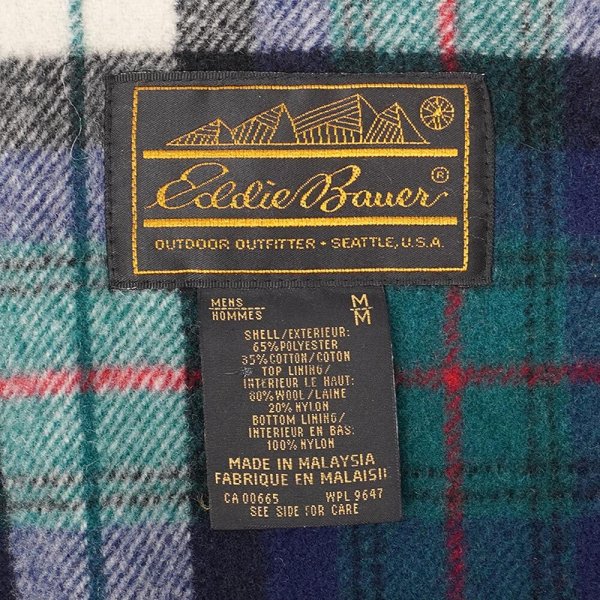 Eddie Bauer®
OUTDOOR OUTFITTER • SEATTLE, U.S.A.
MENS M
HOMMES M
SHELL/EXTERIEUR:
65% POLYESTER
35% COTTON/COTON
TOP LINING/
INTERIEUR LE HAUT:
80% WOOL/LAINE
20% NYLON
BOTTOM LINING/
INTERIEUR EN BAS:
100% NYLON
MADE IN MALAYSIA
FABRIQUE EN MALAISII
CA 00665 WPL 9647
SEE SIDE FOR CARE